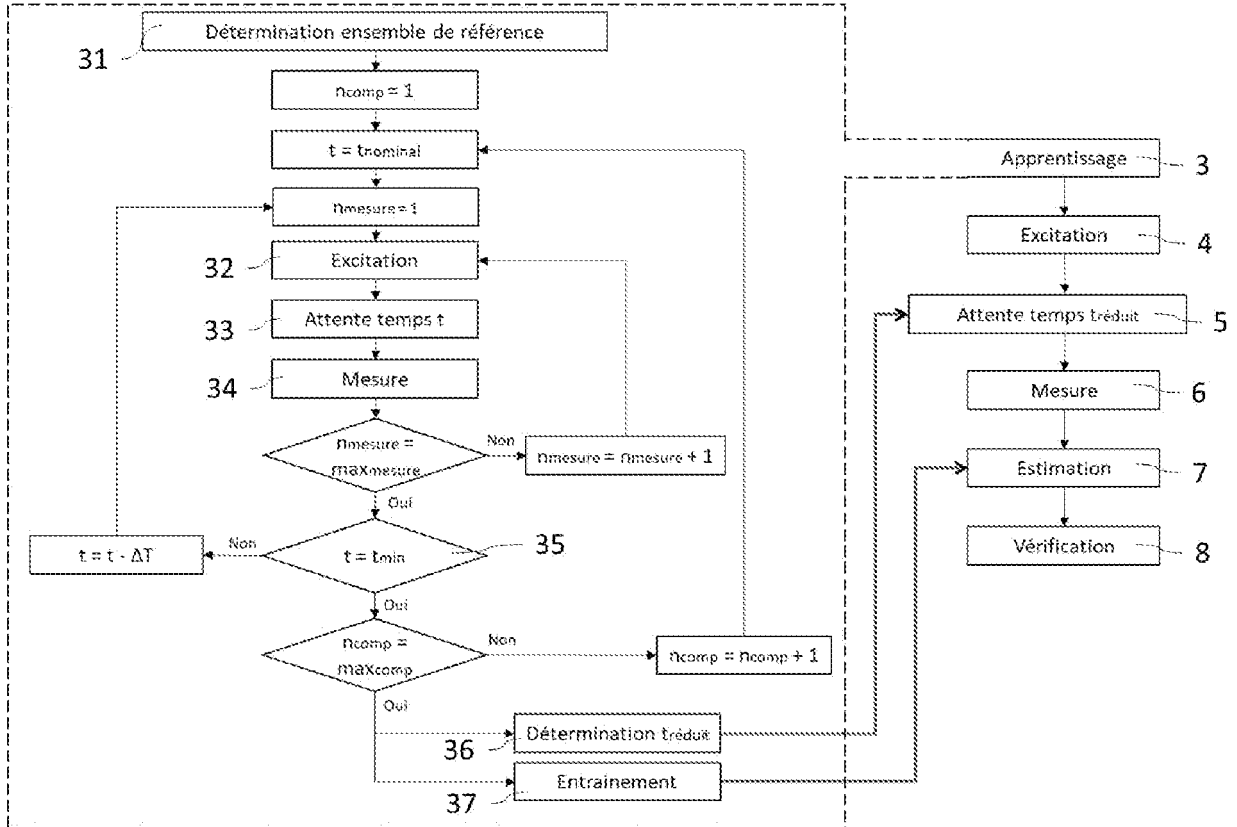 Détermination ensemble de référence
31
ncomp = 1
t = tnominal
nmesure = 1
Excitation
32
Attente temps t
33
Mesure
34
nmesure =
maxmesure
Non
nmesure = nmesure + 1
Oui
t = tmin
35
Non
t = t - ΔT
Oui
ncomp =
maxcomp
Non
ncomp = ncomp + 1
Oui
Détermination tréduit
36
Entrainement
37
Apprentissage
3
Excitation
4
Attente temps tréduit
5
Mesure
6
Estimation
7
Vérification
8